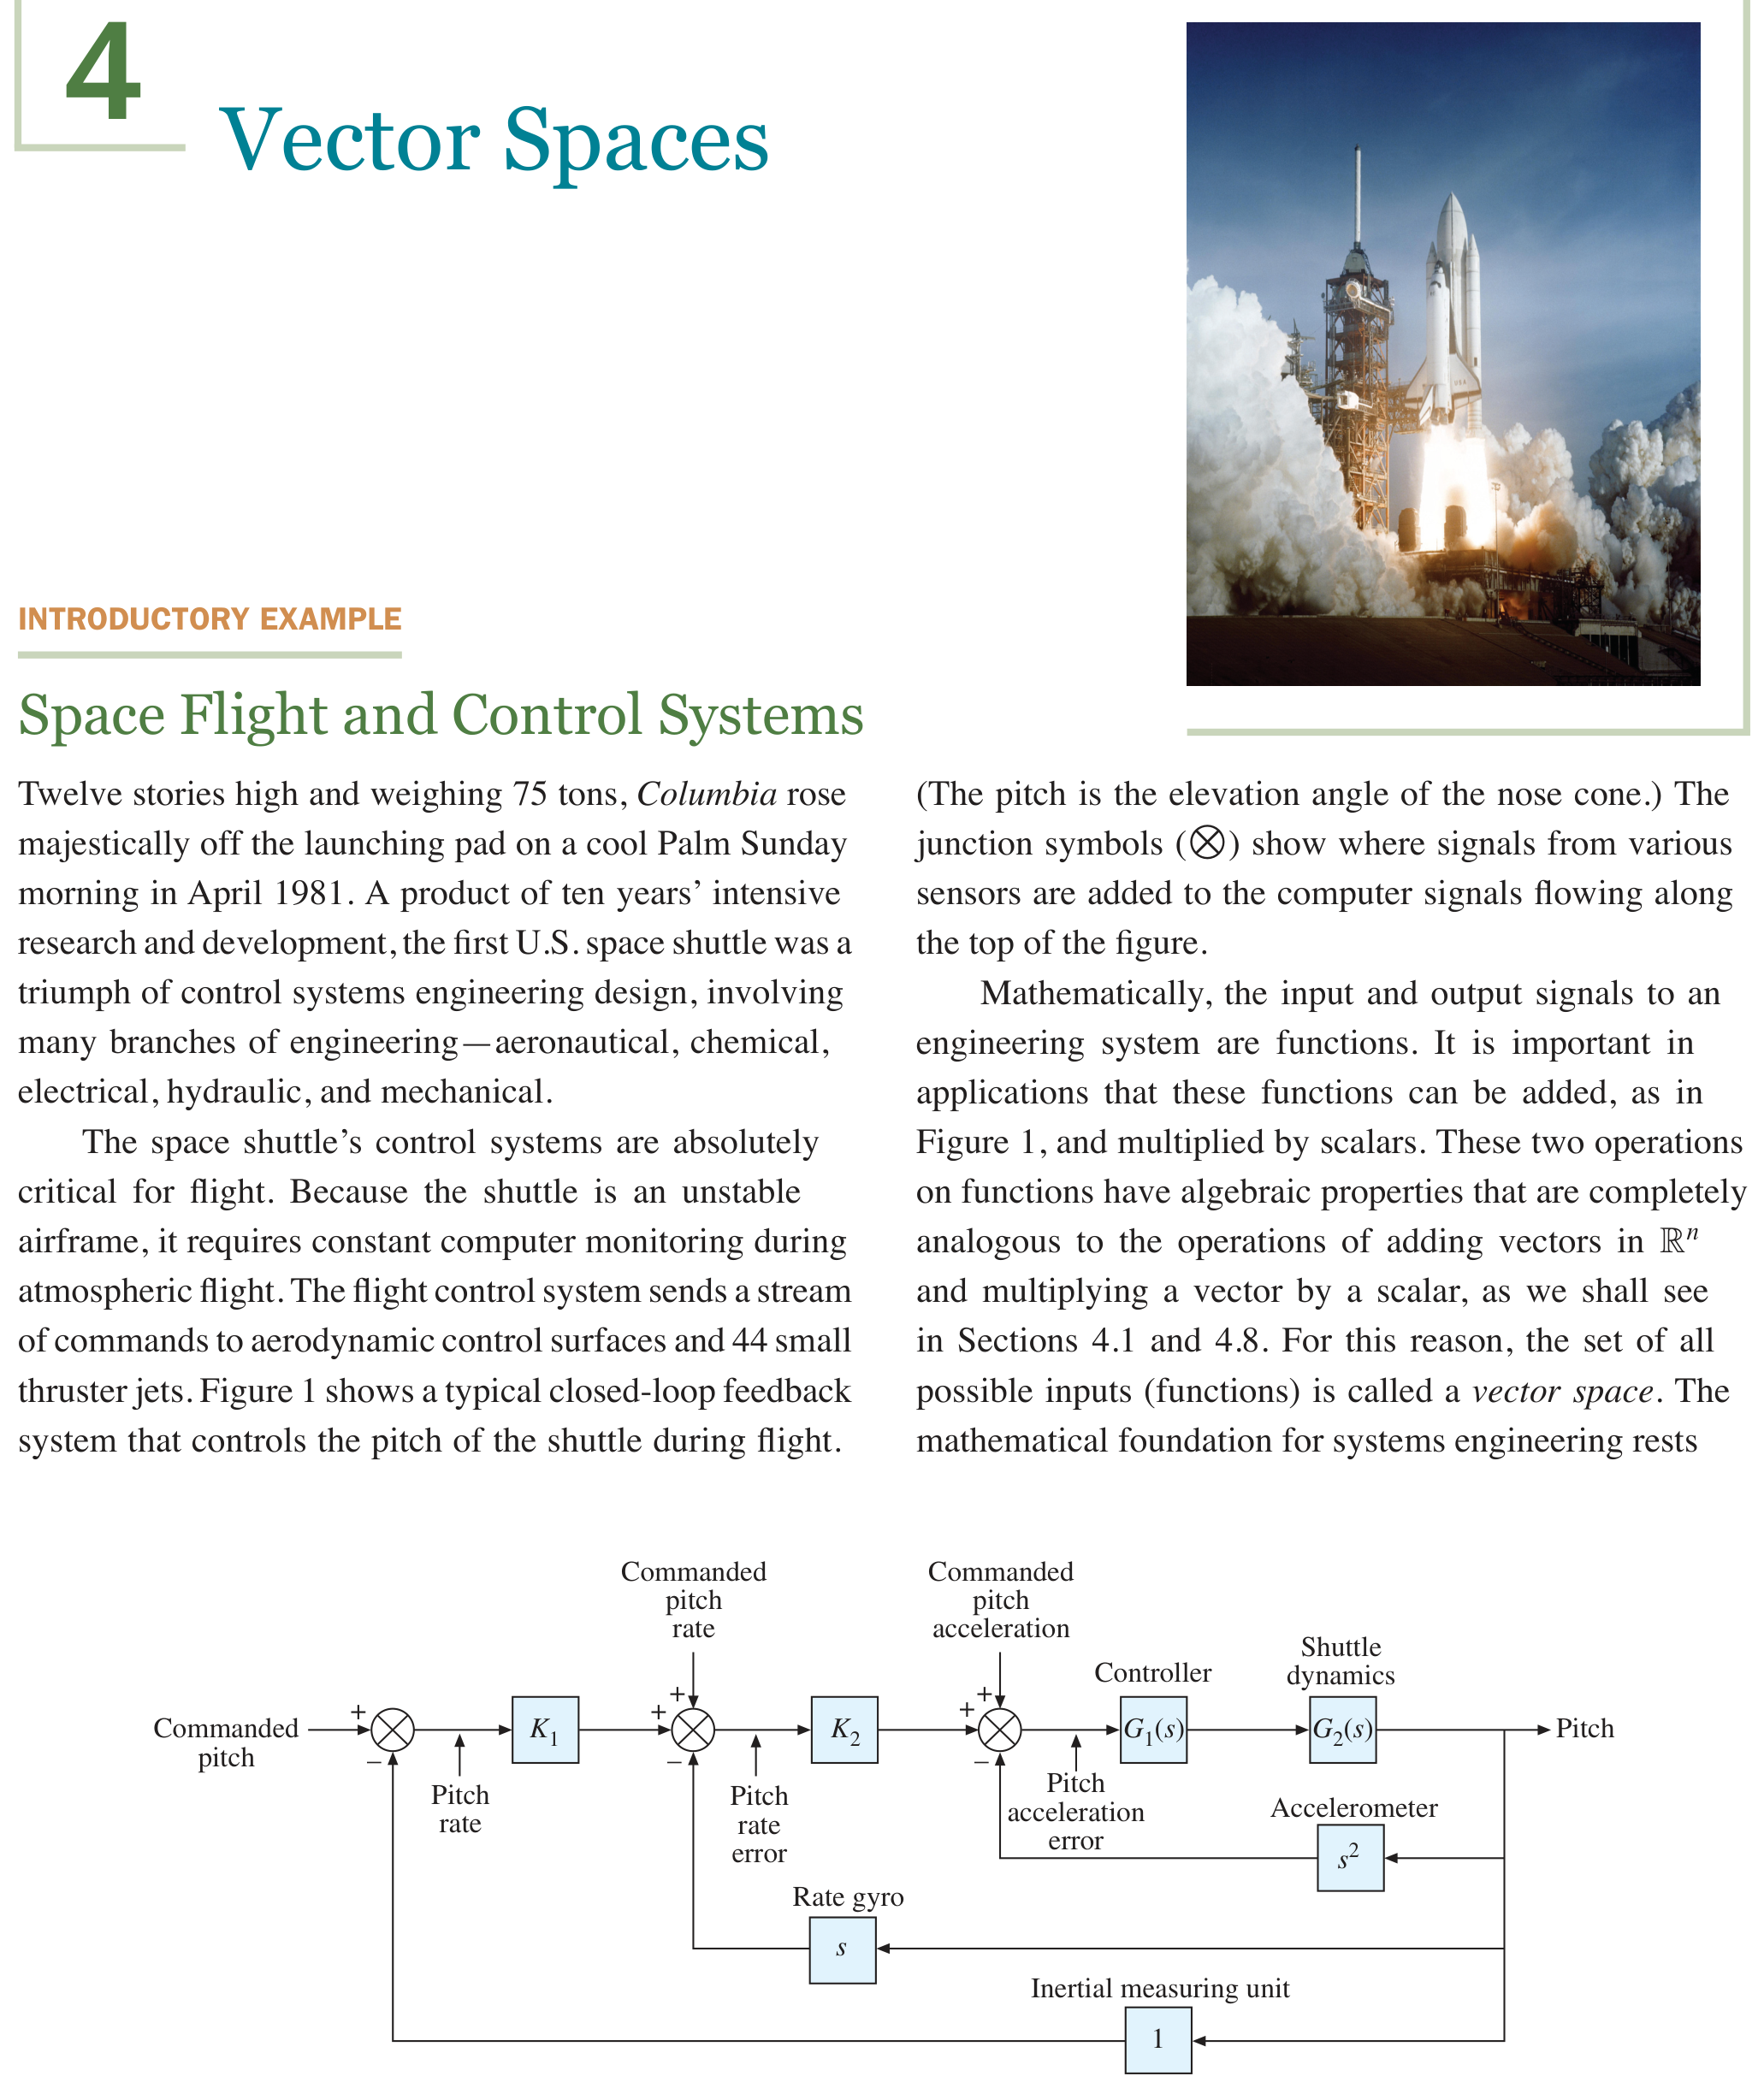 4
Vector Spaces
USA
INTRODUCTORY EXAMPLE
Space Flight and Control Systems
Twelve stories high and weighing 75 tons, Columbia rose
majestically off the launching pad on a cool Palm Sunday
morning in April 1981. A product of ten years’ intensive
research and development, the first U.S. space shuttle was a
triumph of control systems engineering design, involving
many branches of engineering—aeronautical, chemical,
electrical, hydraulic, and mechanical.
The space shuttle’s control systems are absolutely
critical for flight. Because the shuttle is an unstable
airframe, it requires constant computer monitoring during
atmospheric flight. The flight control system sends a stream
of commands to aerodynamic control surfaces and 44 small
thruster jets. Figure 1 shows a typical closed-loop feedback
system that controls the pitch of the shuttle during flight.
(The pitch is the elevation angle of the nose cone.) The
junction symbols (⊗) show where signals from various
sensors are added to the computer signals flowing along
the top of the figure.
Mathematically, the input and output signals to an
engineering system are functions. It is important in
applications that these functions can be added, as in
Figure 1, and multiplied by scalars. These two operations
on functions have algebraic properties that are completely
analogous to the operations of adding vectors in ℝⁿ
and multiplying a vector by a scalar, as we shall see
in Sections 4.1 and 4.8. For this reason, the set of all
possible inputs (functions) is called a vector space. The
mathematical foundation for systems engineering rests
Commanded
pitch
rate
Commanded
pitch
acceleration
Controller
Shuttle
dynamics
Commanded
pitch
+
−
K₁
+
+
−
K₂
+
+
−
G₁(s)
G₂(s)
Pitch
Pitch
rate
Pitch
rate
error
Pitch
acceleration
error
Accelerometer
s²
Rate gyro
s
Inertial measuring unit
1